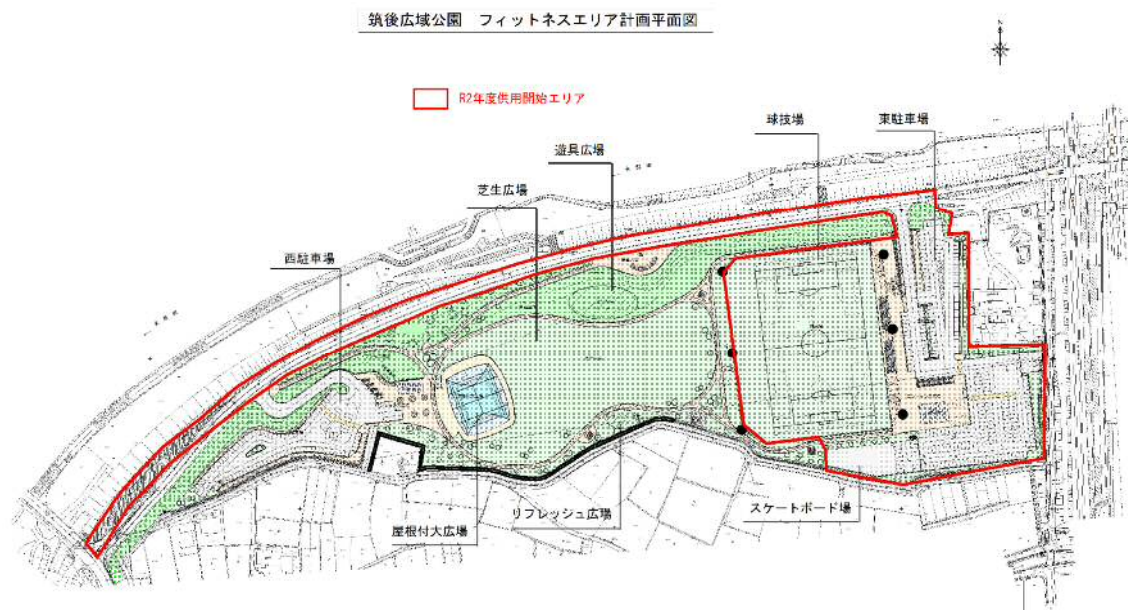 筑後広域公園 フィットネスエリア計画平面図
N
R2年度供用開始エリア
球技場
東駐車場
遊具広場
芝生広場
西駐車場
スケートボード場
リフレッシュ広場
屋根付大広場